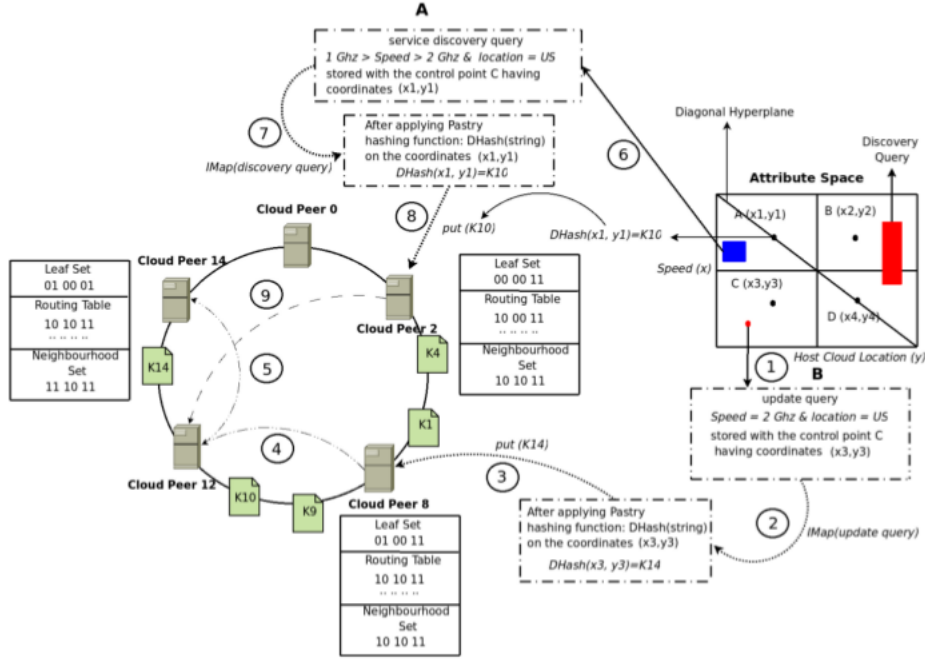 A
service discovery query
1 Ghz > Speed > 2 Ghz & location = US
stored with the control point C having
coordinates (x1,y1)
7
IMap(discovery query)
After applying Pastry
hashing function: DHash(string)
on the coordinates (x1,y1)
DHash(x1, y1)=K10
8
put (K10)
DHash(x1, y1)=K10
6
Diagonal Hyperplane
Discovery
Query
Attribute Space
A (x1,y1)
B (x2,y2)
C (x3,y3)
D (x4,y4)
Speed (x)
Host Cloud Location (y)
1
B
update query
Speed = 2 Ghz & location = US
stored with the control point C
having coordinates (x3,y3)
2
IMap(update query)
After applying Pastry
hashing function: DHash(string)
on the coordinates (x3,y3)
DHash(x3, y3)=K14
3
put (K14)
Cloud Peer 0
Cloud Peer 14
Cloud Peer 2
Cloud Peer 12
Cloud Peer 8
9
5
4
K4
K1
K9
K10
K14
Leaf Set
01 00 01
Routing Table
10 10 11
.. .. .. ..
Neighbourhood
Set
11 10 11
Leaf Set
00 00 11
Routing Table
10 00 11
.. .. .. ..
Neighbourhood
Set
10 10 11
Leaf Set
01 00 11
Routing Table
10 10 11
.. .. .. ..
Neighbourhood
Set
10 10 11